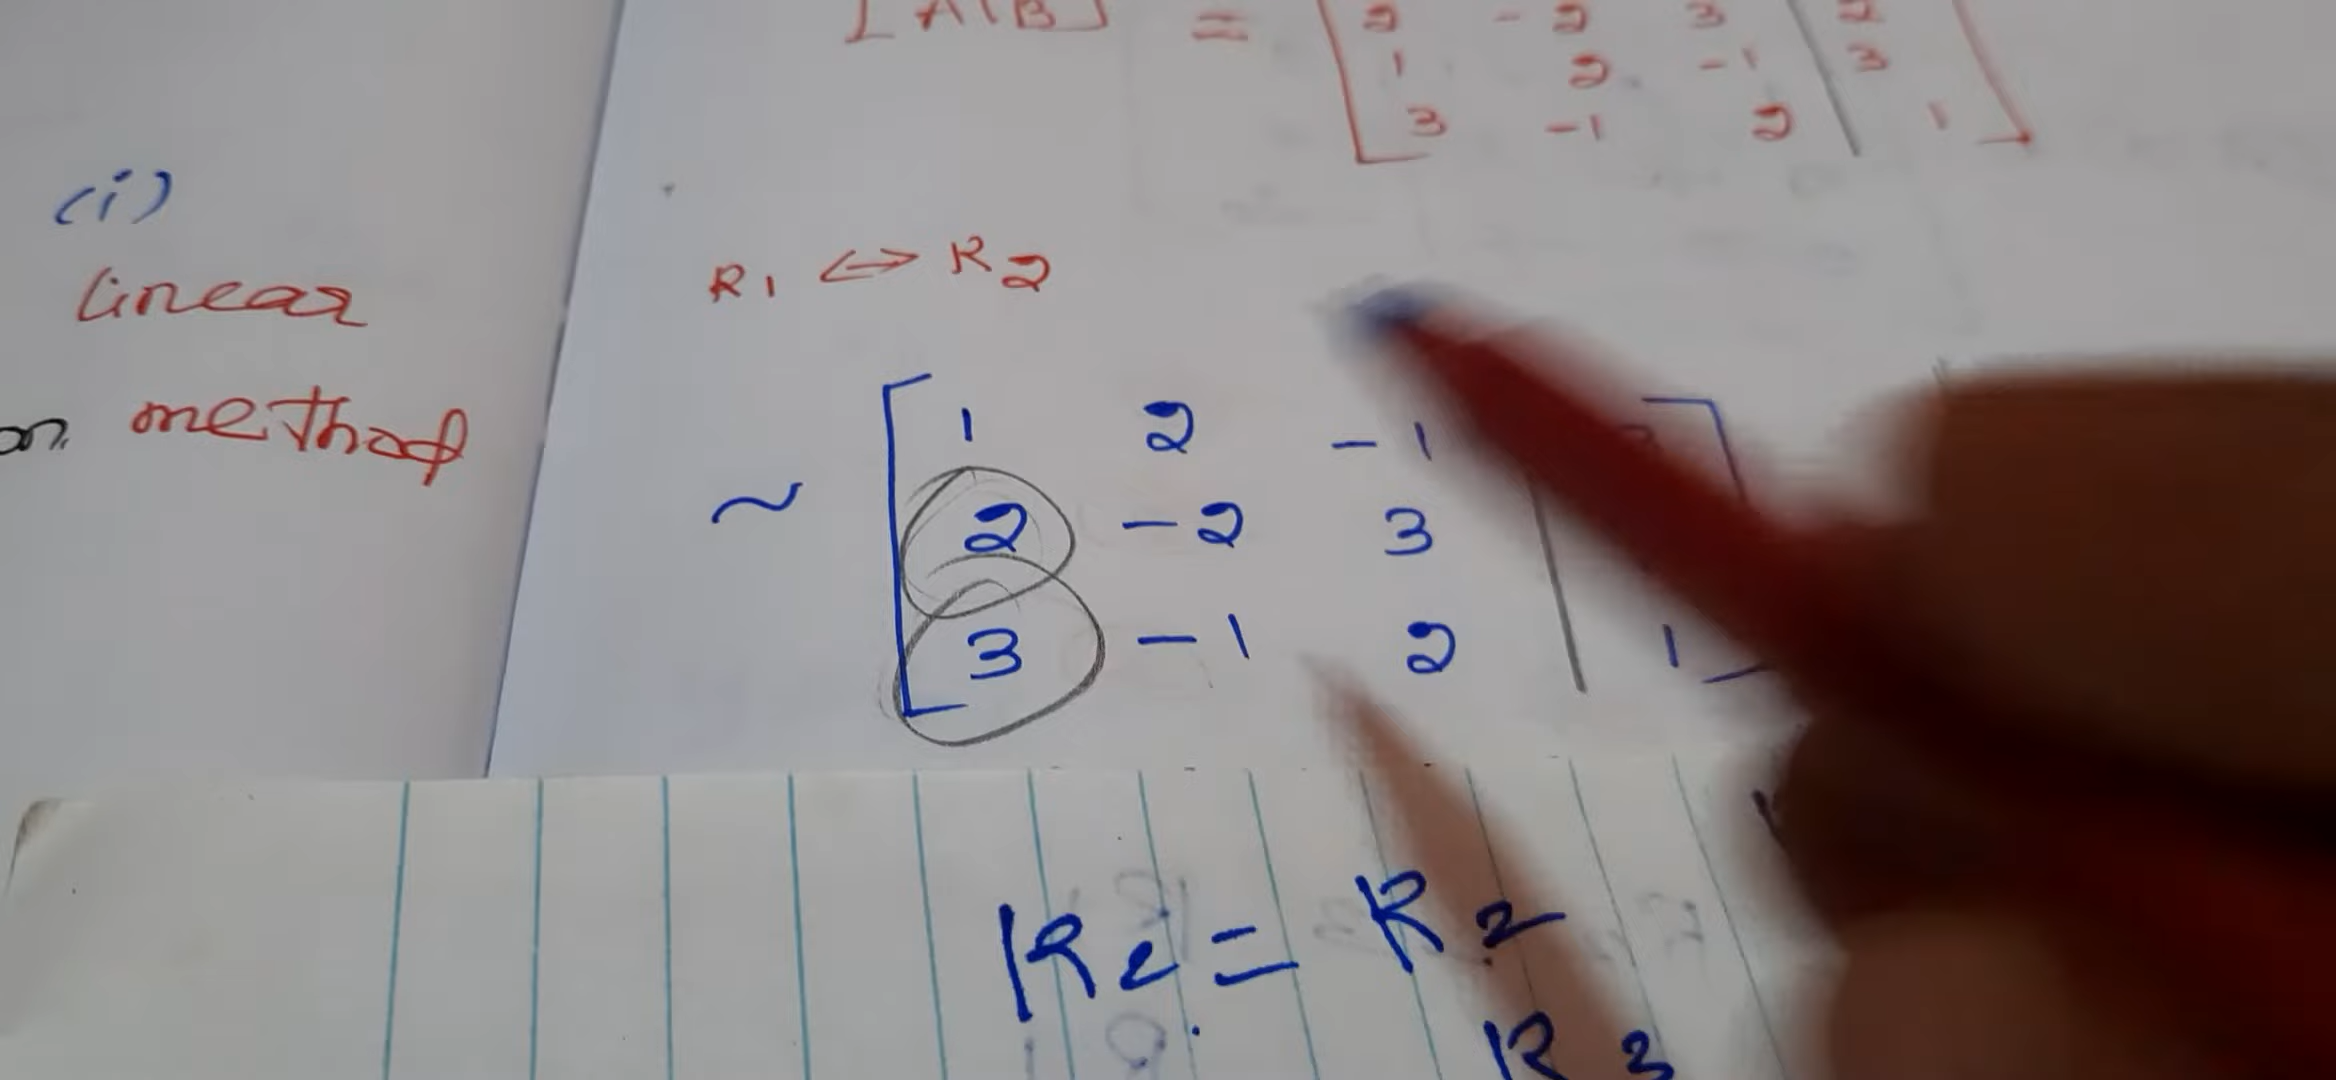 [A|B] = [ 2 -2 3 | 2
1 2 -1 | 3
3 -1 2 | 1 ]
(i)
linear
R1 <-> R2
on method
~ [ 1 2 -1
2 -2 3
3 -1 2 | 1 ]
R2 = R2
R3